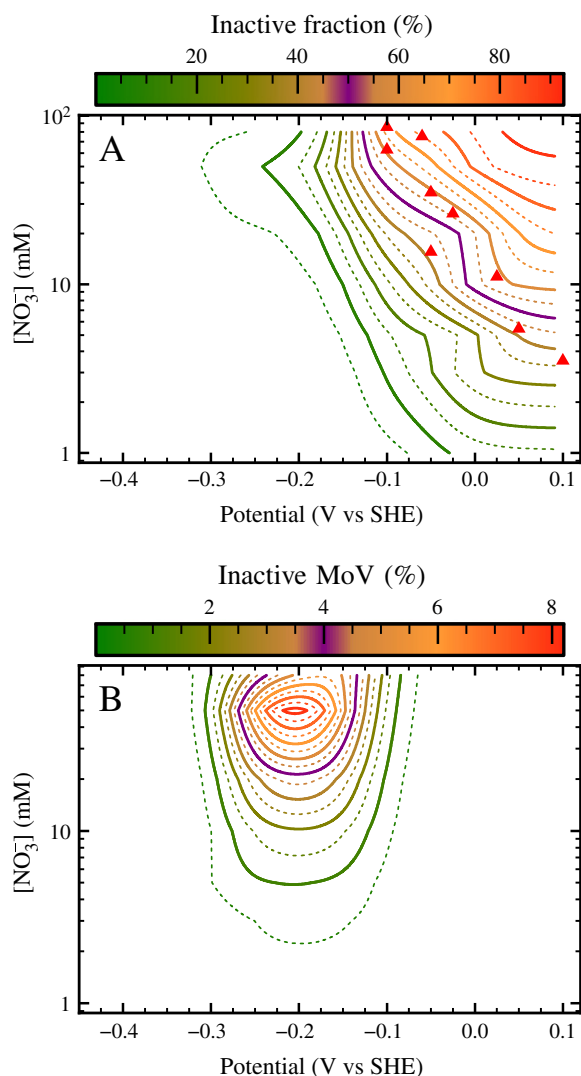 Inactive fraction (%)
20 40 60 80
A
10²
10
1
[NO₃⁻] (mM)
−0.4 −0.3 −0.2 −0.1 0.0 0.1
Potential (V vs SHE)
Inactive MoV (%)
2 4 6 8
B
10
1
[NO₃⁻] (mM)
−0.4 −0.3 −0.2 −0.1 0.0 0.1
Potential (V vs SHE)